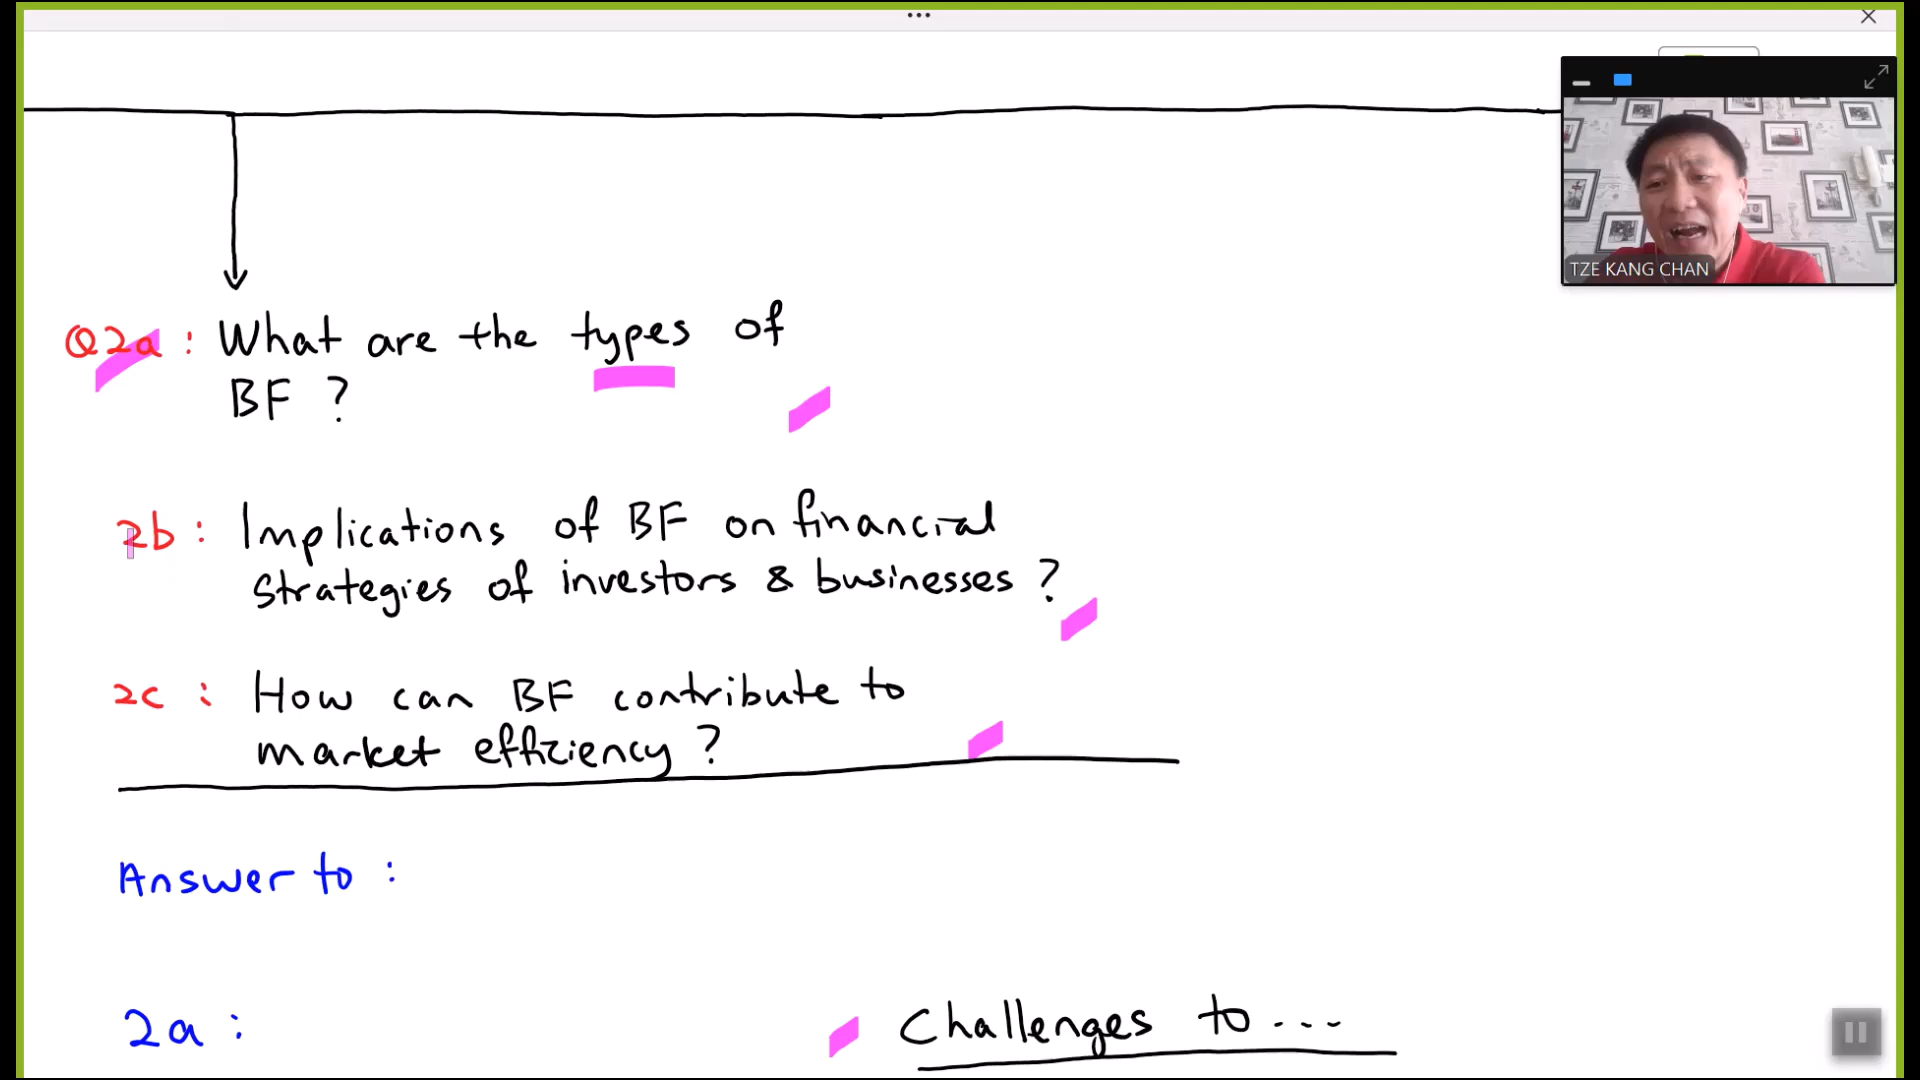 TZE KANG CHAN
Q2a : What are the types of
BF ?
2b : Implications of BF on financial
strategies of investors & businesses ?
2c : How can BF contribute to
market efficiency ?
Answer to :
2a :
Challenges to ...